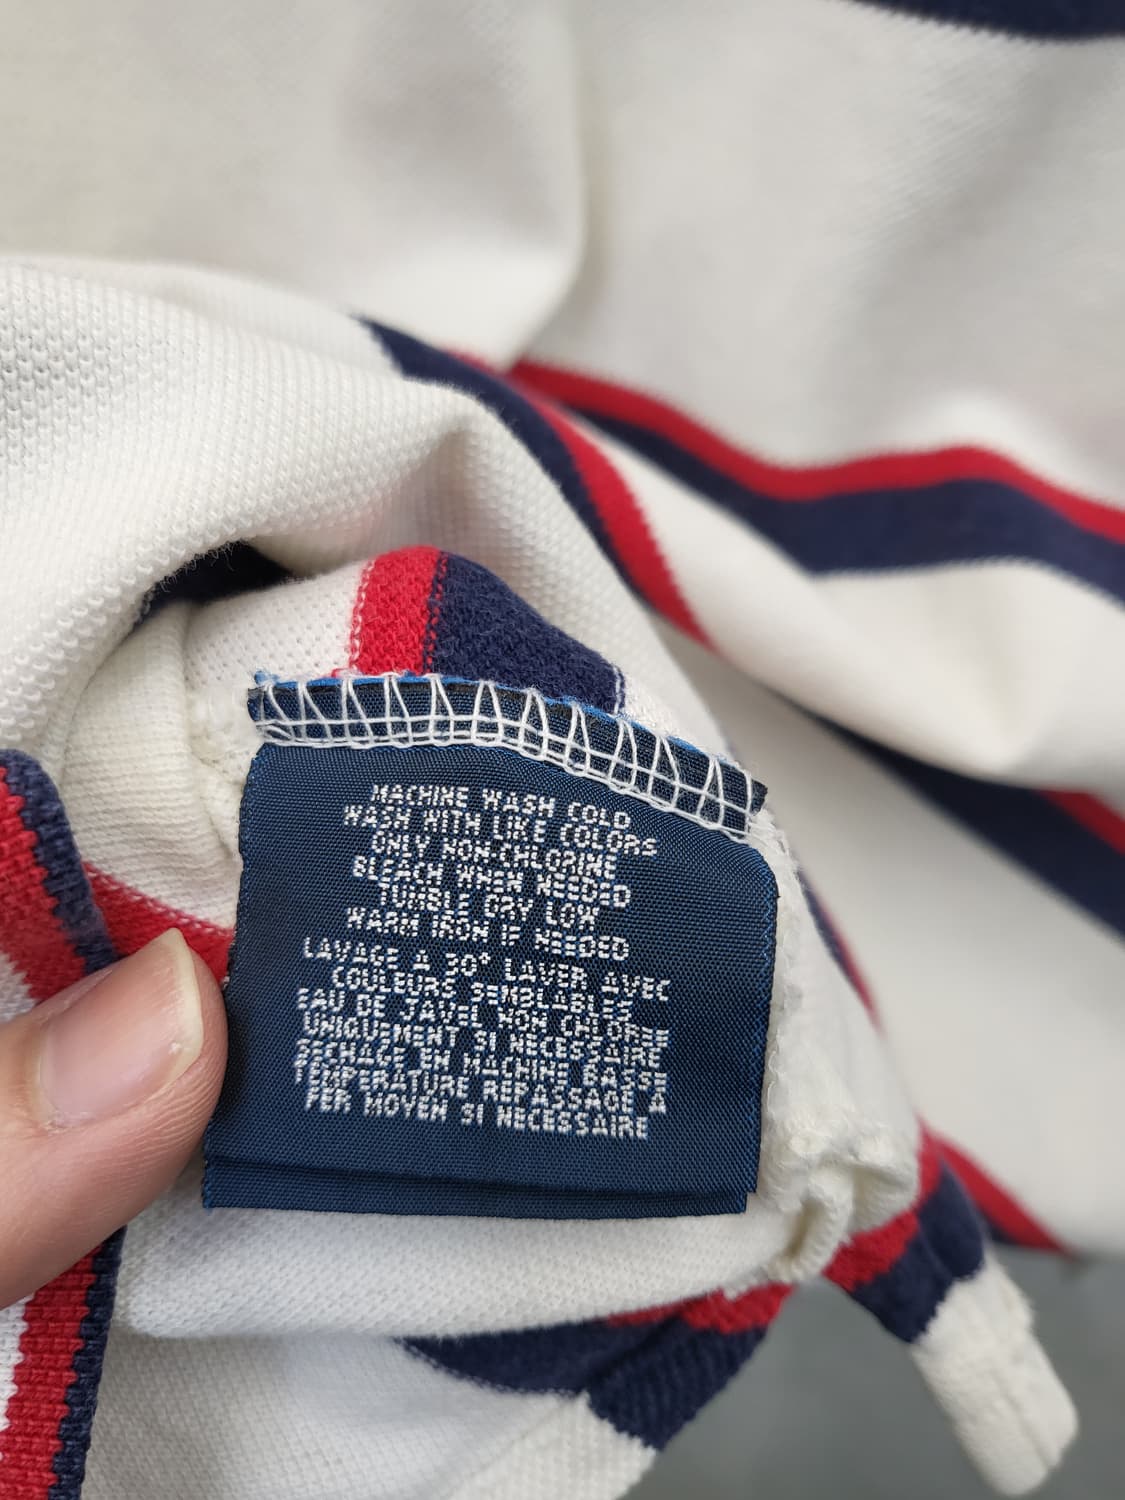 MACHINE WASH COLD
WASH WITH LIKE COLORS
ONLY NON-CHLORINE
BLEACH WHEN NEEDED
TUMBLE DRY LOW
WARM IRON IF NEEDED
LAVAGE A 30° LAVER AVEC
COULEURS SEMBLABLES
EAU DE JAVEL NON CHLOREE
UNIQUEMENT SI NECESSAIRE
SECHAGE EN MACHINE BASSE
TEMPERATURE REPASSAGE A
FER MOYEN SI NECESSAIRE